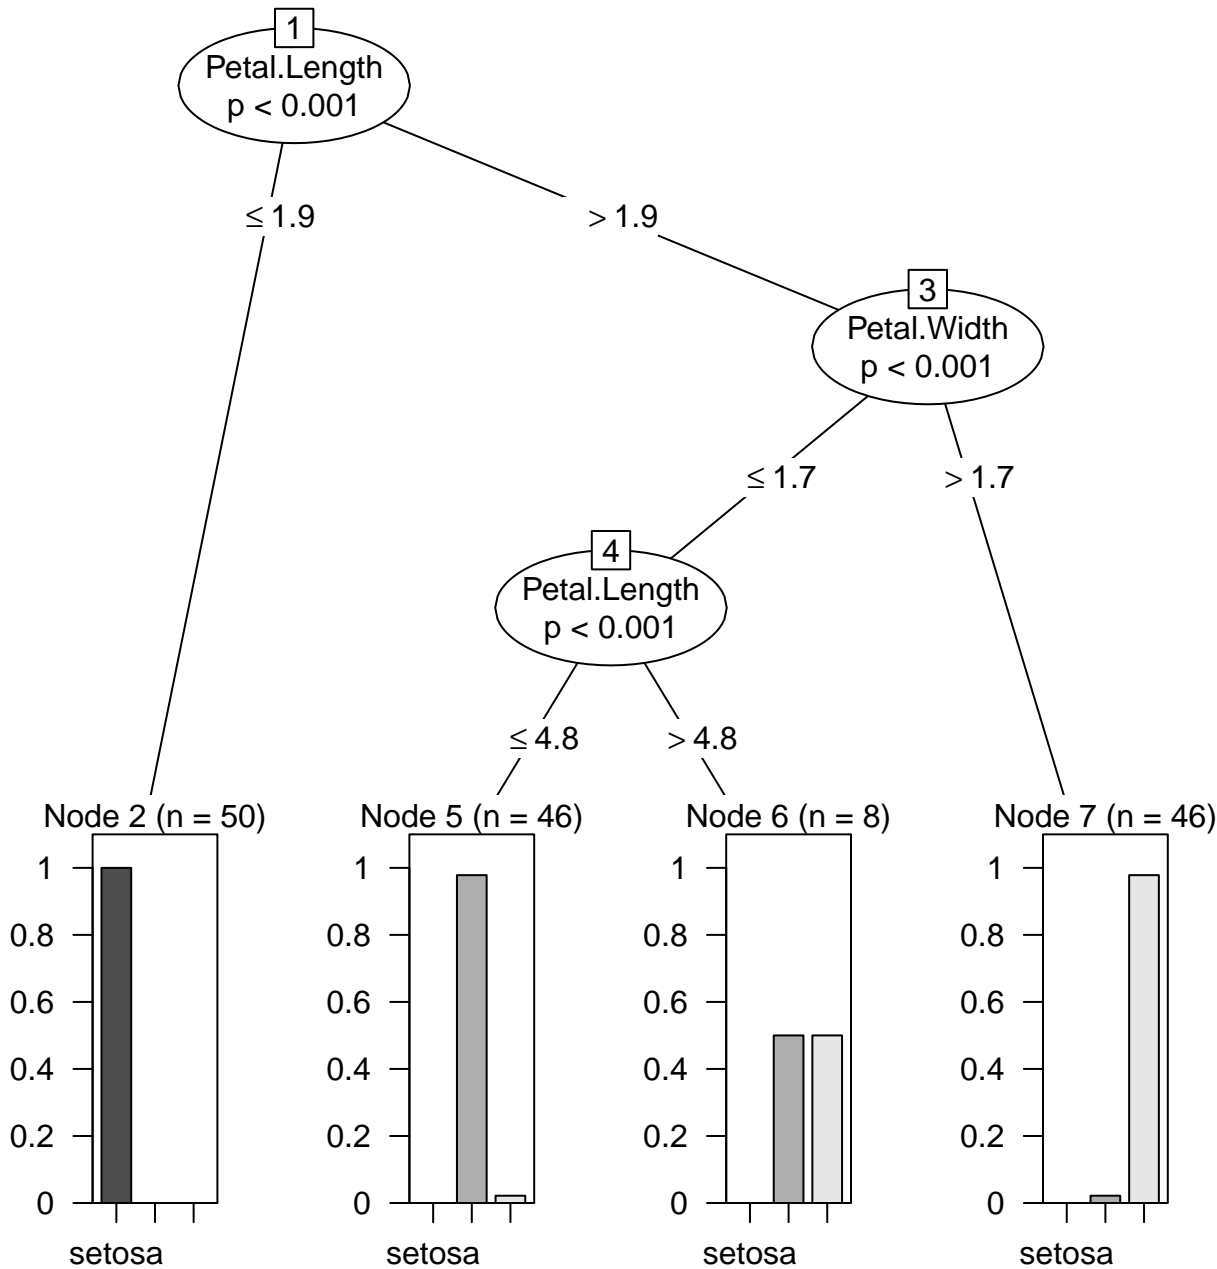 1
Petal.Length
p < 0.001
≤ 1.9
> 1.9
3
Petal.Width
p < 0.001
≤ 1.7
> 1.7
4
Petal.Length
p < 0.001
≤ 4.8
> 4.8
Node 2 (n = 50)
1
0.8
0.6
0.4
0.2
0
setosa
Node 5 (n = 46)
1
0.8
0.6
0.4
0.2
0
setosa
Node 6 (n = 8)
1
0.8
0.6
0.4
0.2
0
setosa
Node 7 (n = 46)
1
0.8
0.6
0.4
0.2
0
setosa